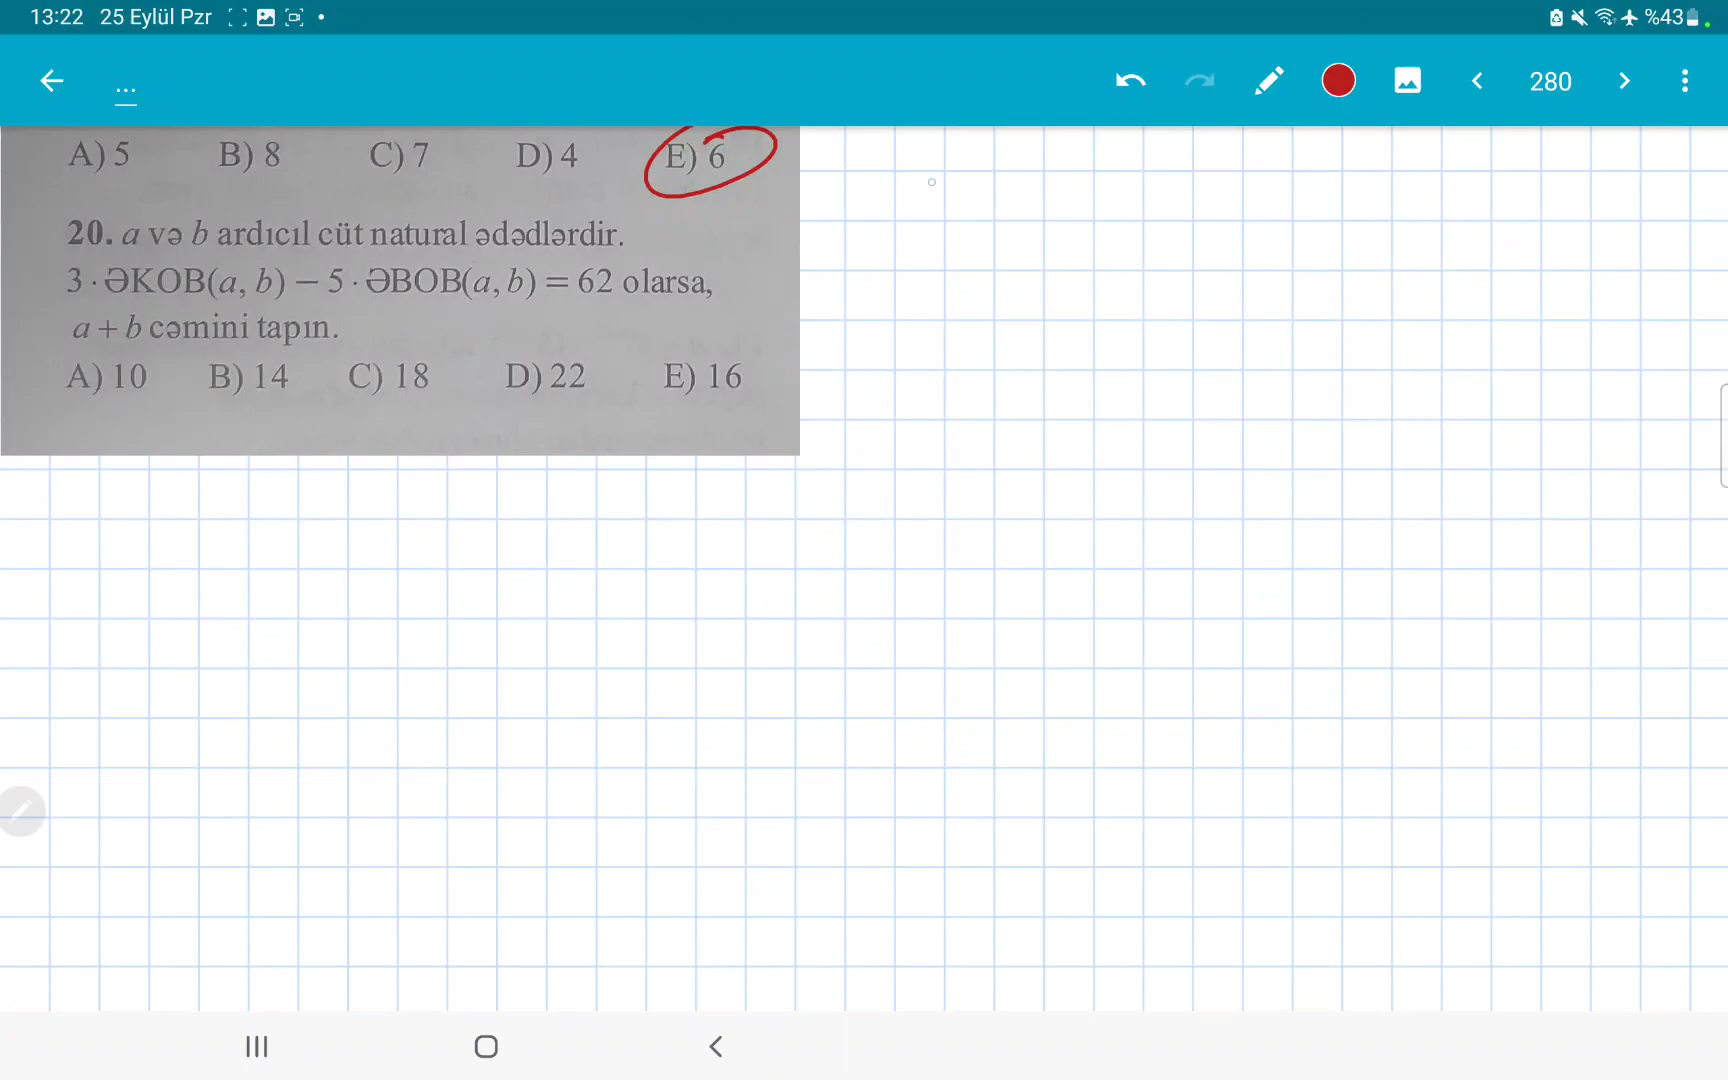 13:22 25 Eylül Pzr
%43
...
280
A) 5 B) 8 C) 7 D) 4 E) 6
20. a və b ardıcıl cüt natural ədədlərdir.
3 · ƏKOB(a, b) – 5 · ƏBOB(a, b) = 62 olarsa,
a + b cəmini tapın.
A) 10 B) 14 C) 18 D) 22 E) 16